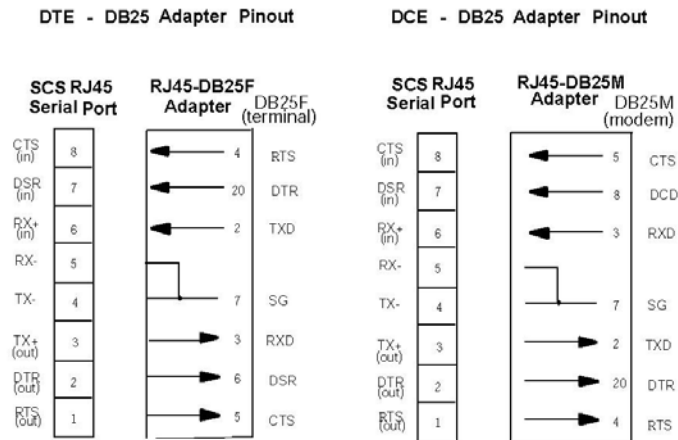 DTE - DB25 Adapter Pinout
SCS RJ45
Serial Port
RJ45-DB25F
Adapter
DB25F
(terminal)
CTS
(in)
8
4
RTS
DSR
(in)
7
20
DTR
RX+
(in)
6
2
TXD
RX-
5
TX-
4
7
SG
TX+
(out)
3
3
RXD
DTR
(out)
2
6
DSR
RTS
(out)
1
5
CTS
DCE - DB25 Adapter Pinout
SCS RJ45
Serial Port
RJ45-DB25M
Adapter
DB25M
(modem)
CTS
(in)
8
5
CTS
DSR
(in)
7
8
DCD
RX+
(in)
6
3
RXD
RX-
5
TX-
4
7
SG
TX+
(out)
3
2
TXD
DTR
(out)
2
20
DTR
RTS
(out)
1
4
RTS